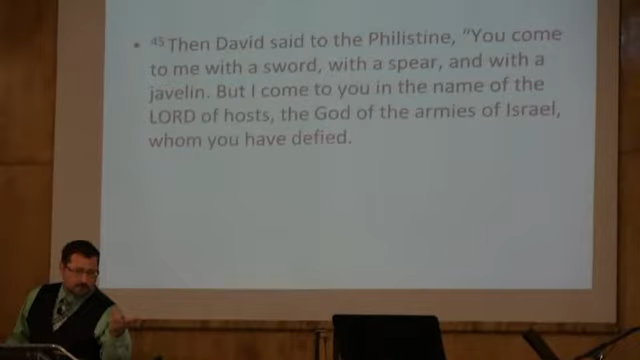 • 45 Then David said to the Philistine, "You come
to me with a sword, with a spear, and with a
javelin. But I come to you in the name of the
LORD of hosts, the God of the armies of Israel,
whom you have defied.